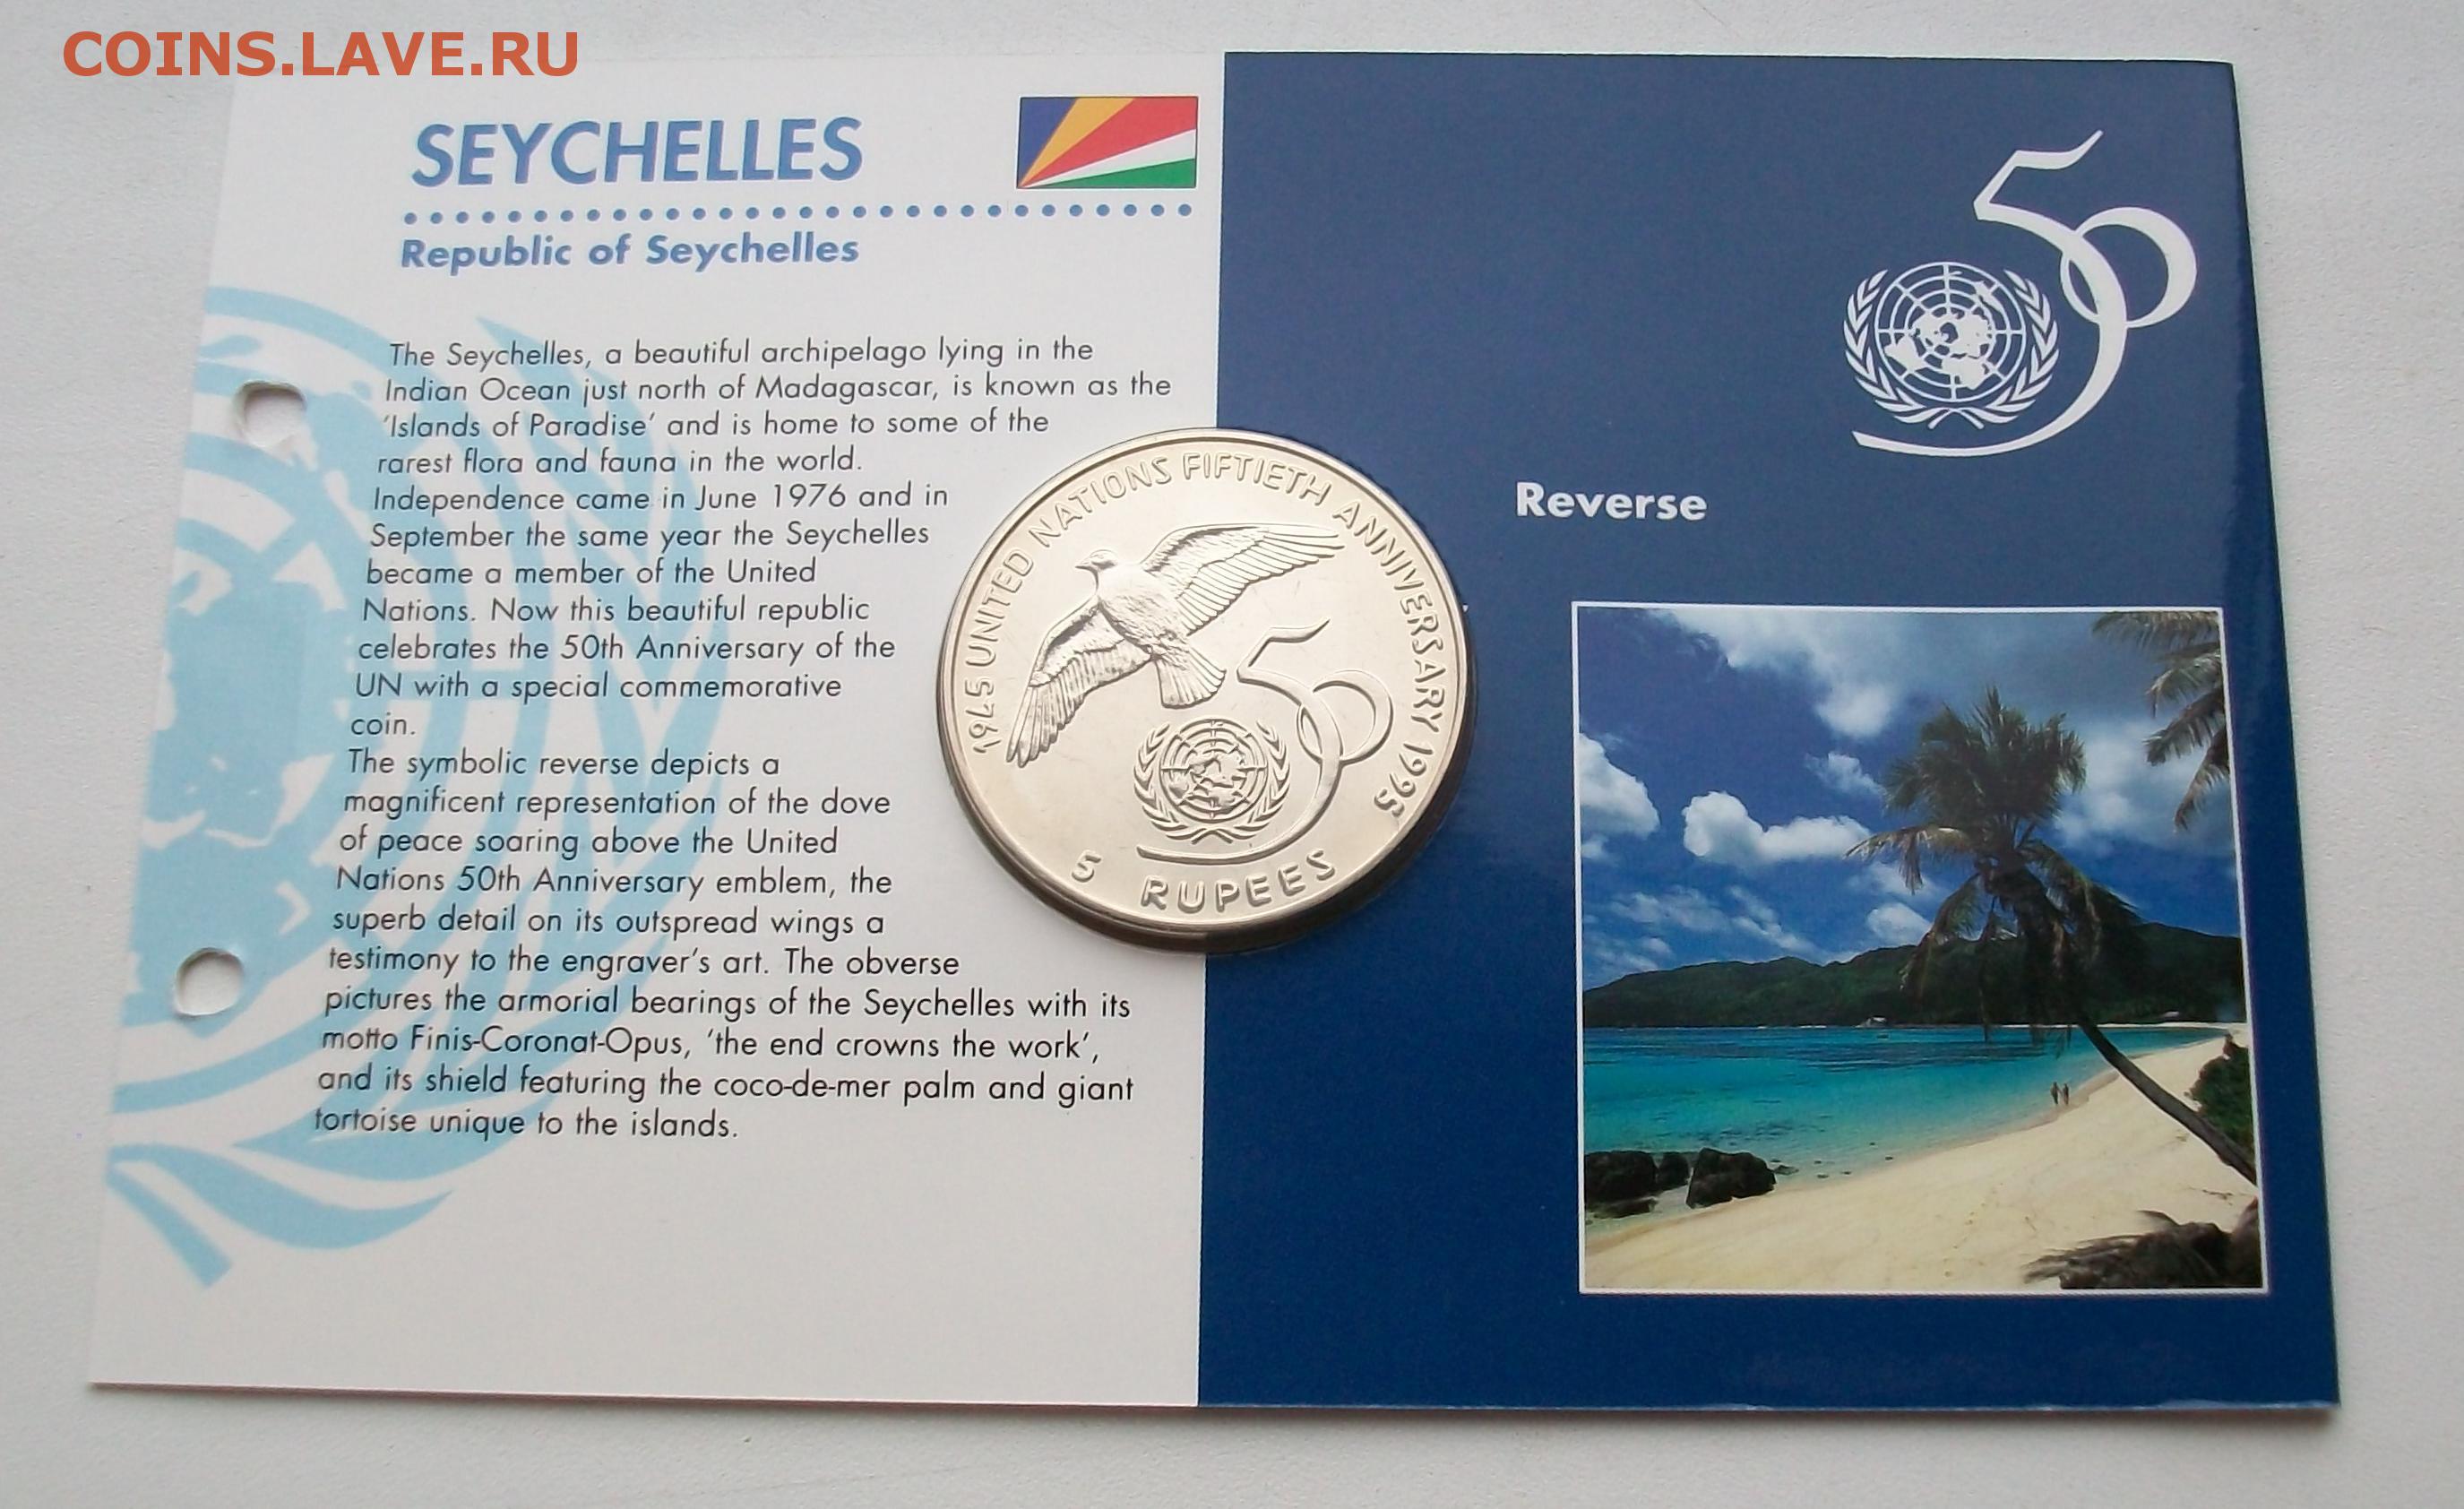 COINS.LAVE.RU
SEYCHELLES
Republic of Seychelles
The Seychelles, a beautiful archipelago lying in the
Indian Ocean just north of Madagascar, is known as the
'Islands of Paradise' and is home to some of the
rarest flora and fauna in the world.
Independence came in June 1976 and in
September the same year the Seychelles
became a member of the United
Nations. Now this beautiful republic
celebrates the 50th Anniversary of the
UN with a special commemorative
coin.
The symbolic reverse depicts a
magnificent representation of the dove
of peace soaring above the United
Nations 50th Anniversary emblem, the
superb detail on its outspread wings a
testimony to the engraver's art. The obverse
pictures the armorial bearings of the Seychelles with its
motto Finis-Coronat-Opus, 'the end crowns the work',
and its shield featuring the coco-de-mer palm and giant
tortoise unique to the islands.
1945 UNITED NATIONS FIFTIETH ANNIVERSARY 1995
50
5 RUPEES
50
Reverse